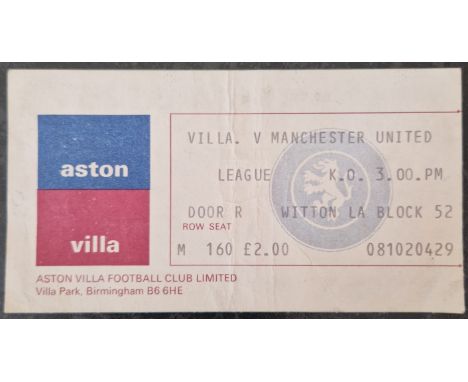 aston
villa
VILLA. V MANCHESTER UNITED
LEAGUE K.O. 3.00.PM
DOOR R WITTON LA BLOCK 52
ROW SEAT
M 160 £2.00 081020429
ASTON VILLA FOOTBALL CLUB LIMITED
Villa Park, Birmingham B6 6HE